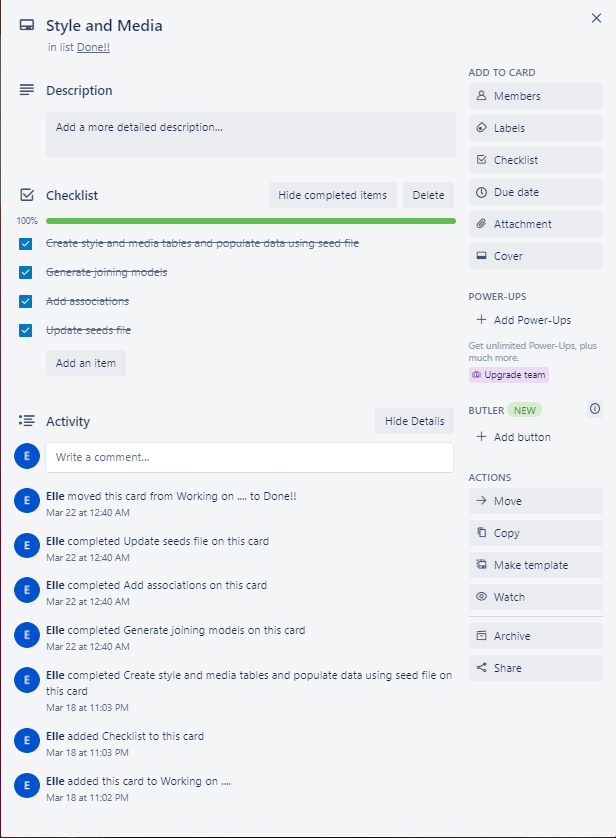 Style and Media
in list Done!!
Description
Add a more detailed description...
Checklist
Hide completed items
Delete
100%
Create style and media tables and populate data using seed file
Generate joining models
Add associations
Update seeds file
Add an item
Activity
Hide Details
E
Write a comment...
E
Elle moved this card from Working on .... to Done!!
Mar 22 at 12:40 AM
E
Elle completed Update seeds file on this card
Mar 22 at 12:40 AM
E
Elle completed Add associations on this card
Mar 22 at 12:40 AM
E
Elle completed Generate joining models on this card
Mar 22 at 12:40 AM
E
Elle completed Create style and media tables and populate data using seed file on
this card
Mar 18 at 11:03 PM
E
Elle added Checklist to this card
Mar 18 at 11:03 PM
E
Elle added this card to Working on ....
Mar 18 at 11:02 PM
ADD TO CARD
Members
Labels
Checklist
Due date
Attachment
Cover
POWER-UPS
Add Power-Ups
Get unlimited Power-Ups, plus
much more.
Upgrade team
BUTLER NEW
Add button
ACTIONS
Move
Copy
Make template
Watch
Archive
Share